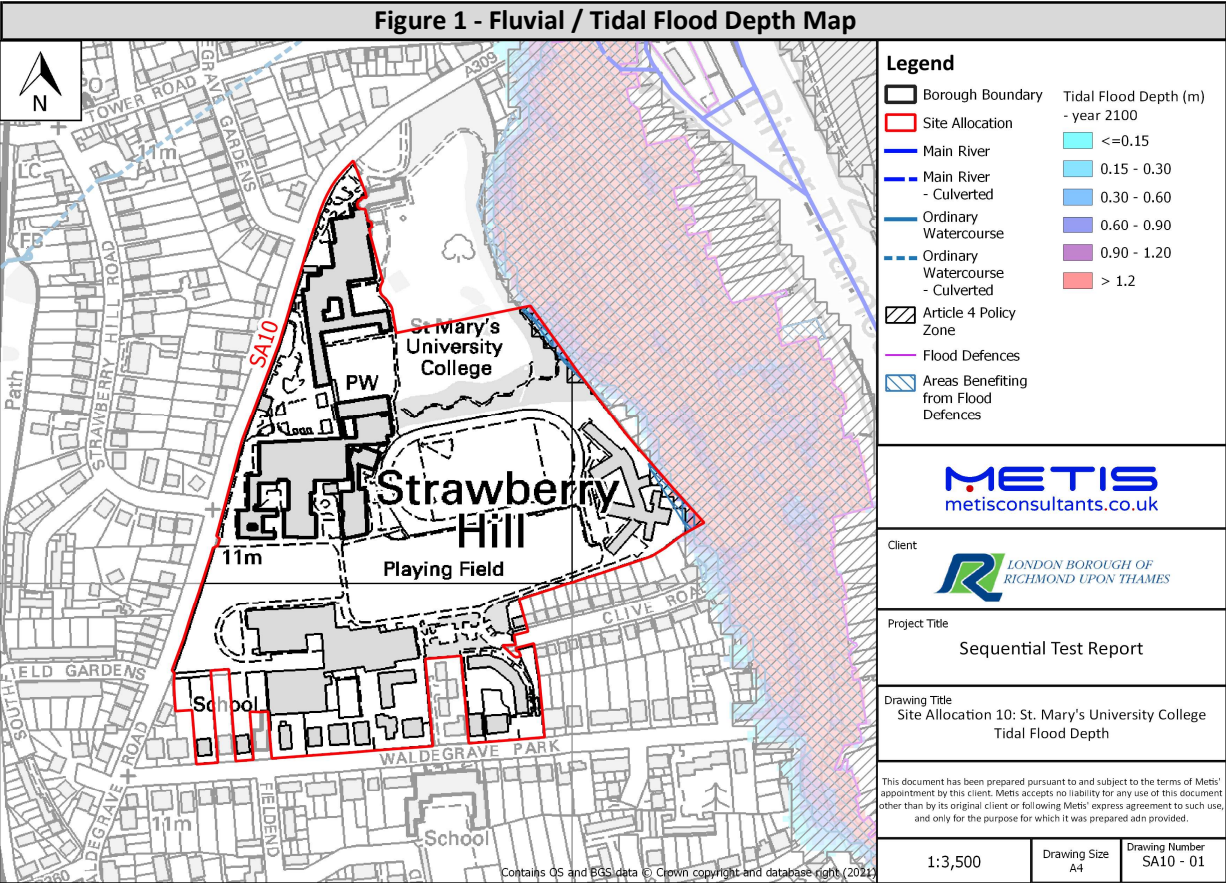 Figure 1 - Fluvial / Tidal Flood Depth Map
N
PO
TOWER ROAD
GARDENS
A309
11m
LC
FB
STRAWBERRY HILL ROAD
Path
SA10
River Thames
St Mary's
University
College
PW
Strawberry
Hill
11m
Playing Field
CLIVE ROA
FIELD GARDENS
School
WALDEGRAVE PARK
ALDEGRAVE ROAD
FIELDEND
11m
School
Contains OS and BGS data © Crown copyright and database right (2021)
Legend
Borough Boundary
Site Allocation
Main River
Main River
- Culverted
Ordinary
Watercourse
Ordinary
Watercourse
- Culverted
Article 4 Policy
Zone
Flood Defences
Areas Benefiting
from Flood
Defences
Tidal Flood Depth (m)
- year 2100
<=0.15
0.15 - 0.30
0.30 - 0.60
0.60 - 0.90
0.90 - 1.20
> 1.2
METIS
metisconsultants.co.uk
Client
LONDON BOROUGH OF
RICHMOND UPON THAMES
Project Title
Sequential Test Report
Drawing Title
Site Allocation 10: St. Mary's University College
Tidal Flood Depth
This document has been prepared pursuant to and subject to the terms of Metis'
appointment by this client. Metis accepts no liability for any use of this document
other than by its original client or following Metis' express agreement to such use,
and only for the purpose for which it was prepared adn provided.
1:3,500
Drawing Size
A4
Drawing Number
SA10 - 01